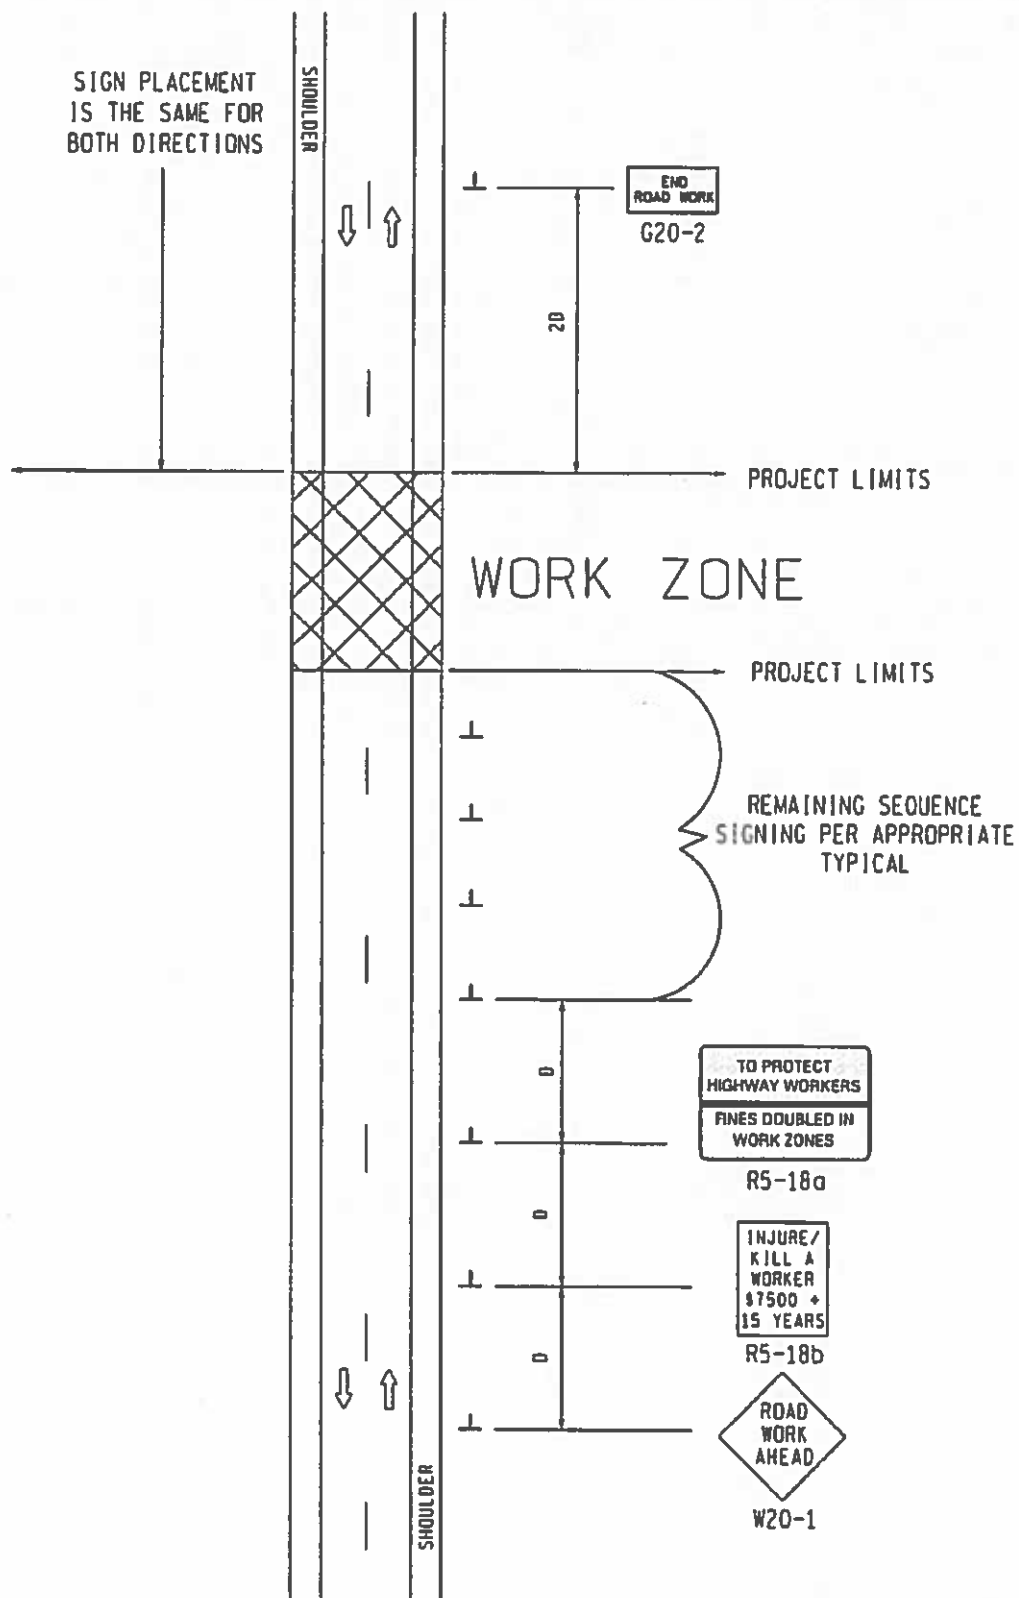 SIGN PLACEMENT
IS THE SAME FOR
BOTH DIRECTIONS
SHOULDER
END
ROAD WORK
G20-2
2D
PROJECT LIMITS
WORK ZONE
PROJECT LIMITS
REMAINING SEQUENCE
SIGNING PER APPROPRIATE
TYPICAL
D
TO PROTECT
HIGHWAY WORKERS
FINES DOUBLED IN
WORK ZONES
R5-18a
D
INJURE/
KILL A
WORKER
$7500 +
15 YEARS
R5-18b
D
ROAD
WORK
AHEAD
W20-1
SHOULDER